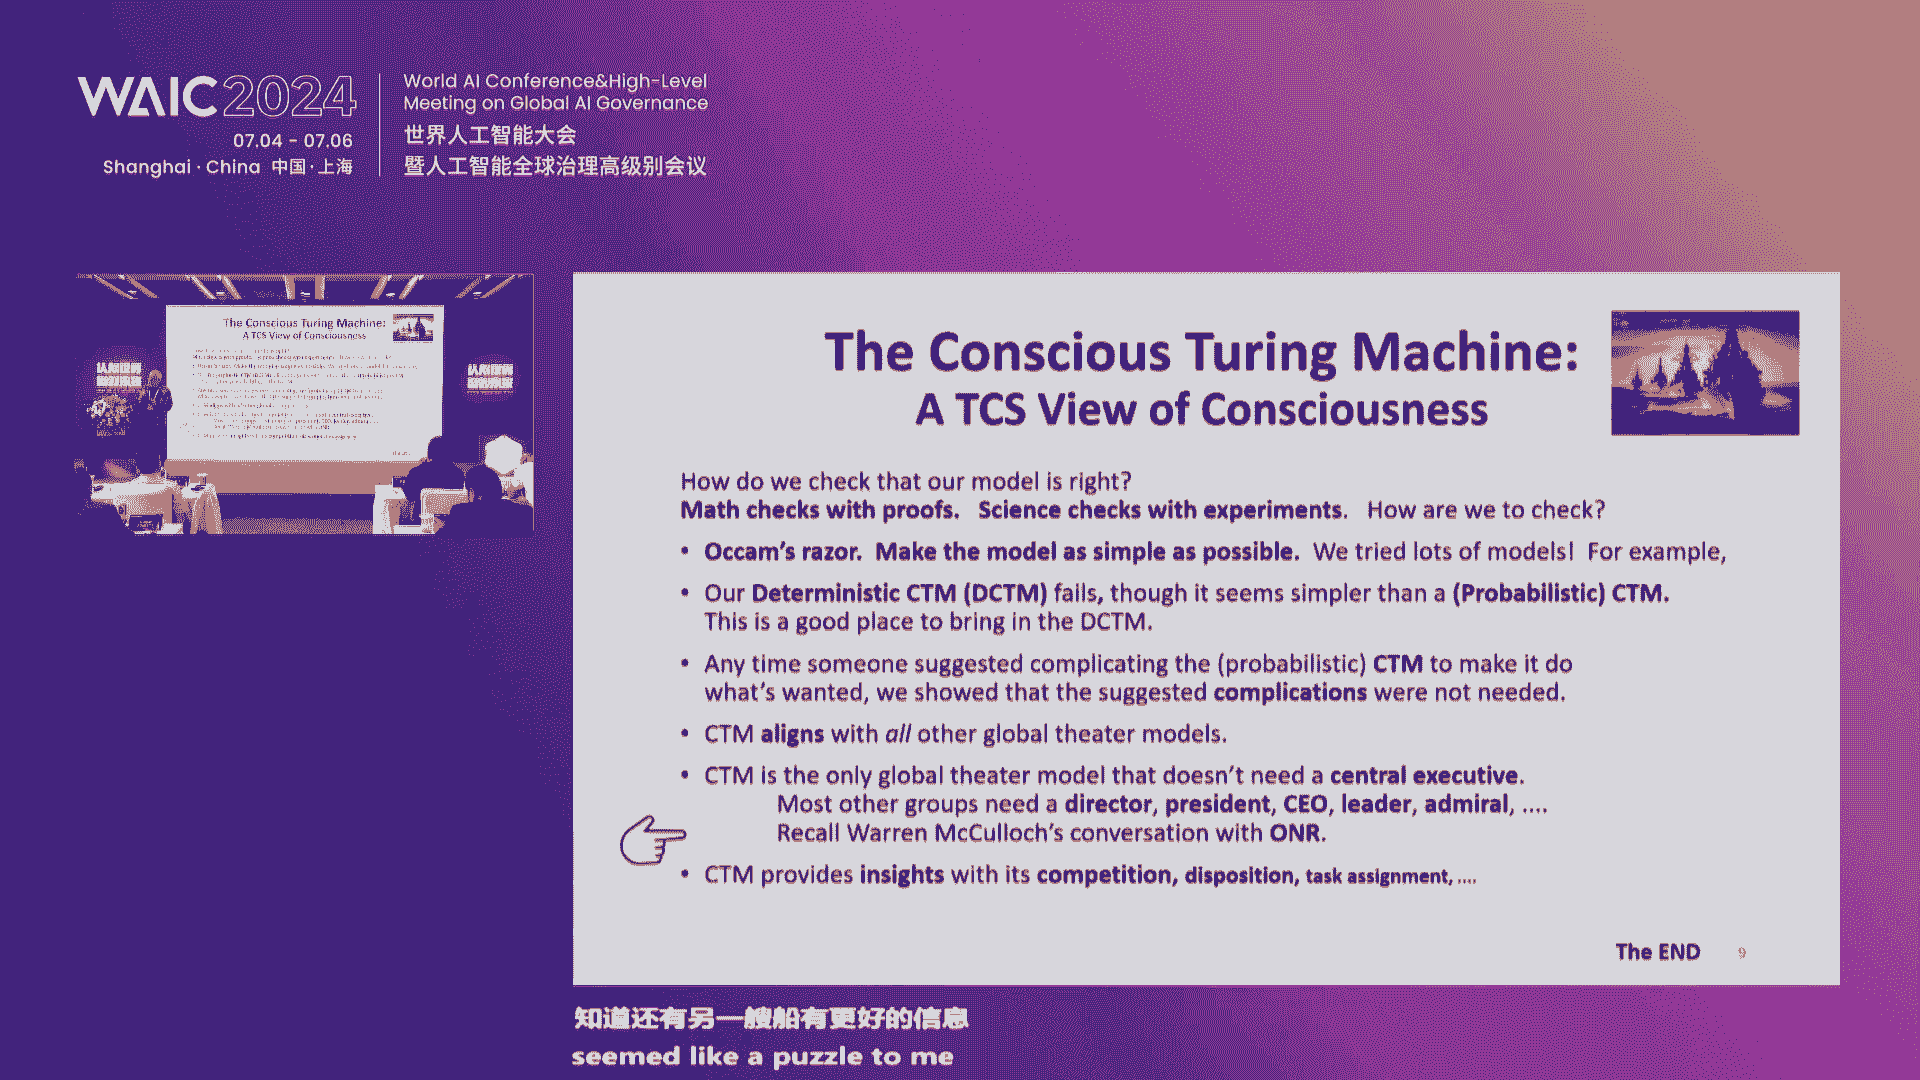 WAIC 2024
07.04 - 07.06
Shanghai · China 中国·上海
World AI Conference&High-Level
Meeting on Global AI Governance
世界人工智能大会
暨人工智能全球治理高级别会议
The Conscious Turing Machine:
A TCS View of Consciousness
The Conscious Turing Machine:
A TCS View of Consciousness
How do we check that our model is right?
Math checks with proofs. Science checks with experiments. How are we to check?
• Occam's razor. Make the model as simple as possible. We tried lots of models! For example,
• Our Deterministic CTM (DCTM) fails, though it seems simpler than a (Probabilistic) CTM.
This is a good place to bring in the DCTM.
• Any time someone suggested complicating the (probabilistic) CTM to make it do
what's wanted, we showed that the suggested complications were not needed.
• CTM aligns with all other global theater models.
• CTM is the only global theater model that doesn't need a central executive.
Most other groups need a director, president, CEO, leader, admiral, ....
Recall Warren McCulloch's conversation with ONR.
• CTM provides insights with its competition, disposition, task assignment, ....
The END
9
知道还有另一艘船有更好的信息
seemed like a puzzle to me